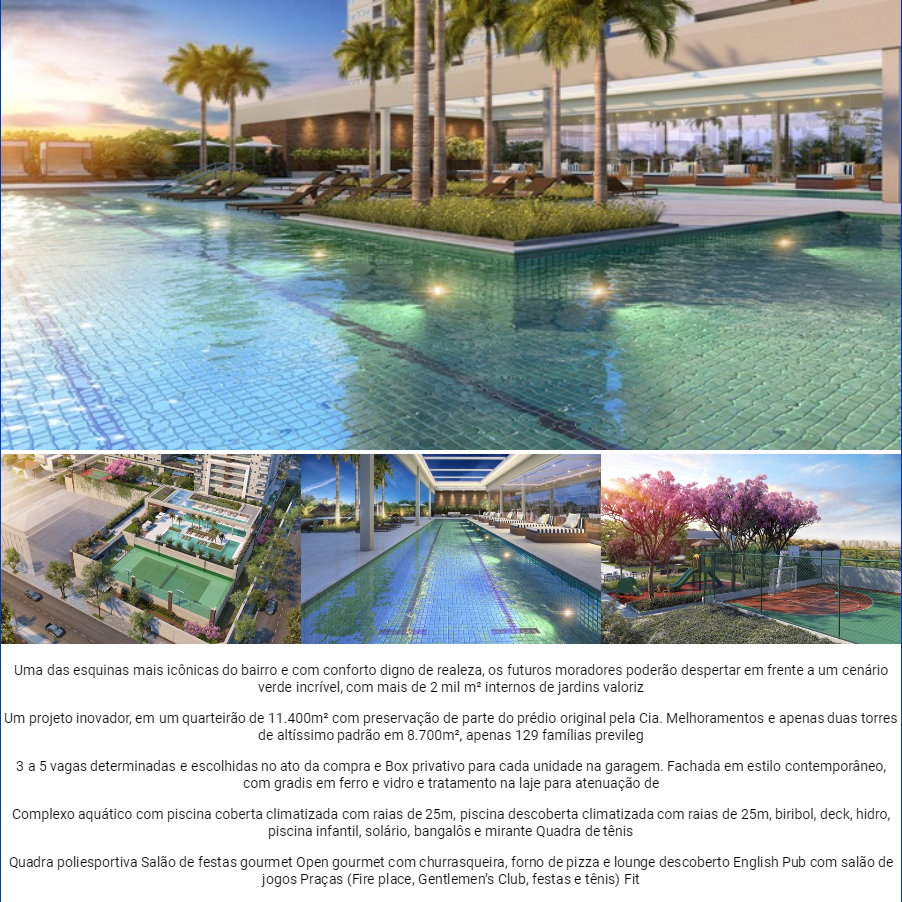 Uma das esquinas mais icônicas do bairro e com conforto digno de realeza, os futuros moradores poderão despertar em frente a um cenário
verde incrível, com mais de 2 mil m² internos de jardins valoriz
Um projeto inovador, em um quarteirão de 11.400m² com preservação de parte do prédio original pela Cia. Melhoramentos e apenas duas torres
de altíssimo padrão em 8.700m², apenas 129 famílias previleg
3 a 5 vagas determinadas e escolhidas no ato da compra e Box privativo para cada unidade na garagem. Fachada em estilo contemporâneo,
com gradis em ferro e vidro e tratamento na laje para atenuação de
Complexo aquático com piscina coberta climatizada com raias de 25m, piscina descoberta climatizada com raias de 25m, biribol, deck, hidro,
piscina infantil, solário, bangalôs e mirante Quadra de tênis
Quadra poliesportiva Salão de festas gourmet Open gourmet com churrasqueira, forno de pizza e lounge descoberto English Pub com salão de
jogos Praças (Fire place, Gentlemen's Club, festas e tênis) Fit